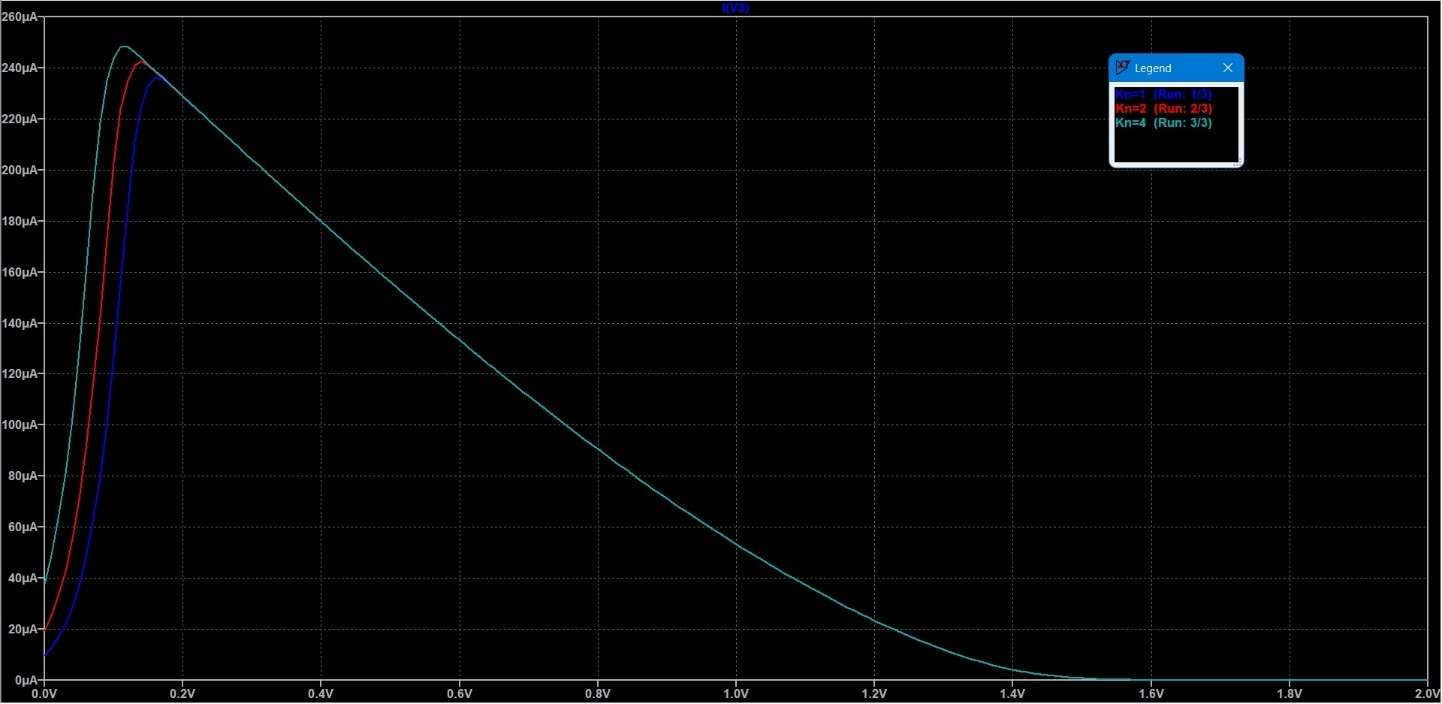 I(V3)
260µA
240µA
220µA
200µA
180µA
160µA
140µA
120µA
100µA
80µA
60µA
40µA
20µA
0µA
0.0V 0.2V 0.4V 0.6V 0.8V 1.0V 1.2V 1.4V 1.6V 1.8V 2.0V
Legend
Kn=1 (Run: 1/3)
Kn=2 (Run: 2/3)
Kn=4 (Run: 3/3)